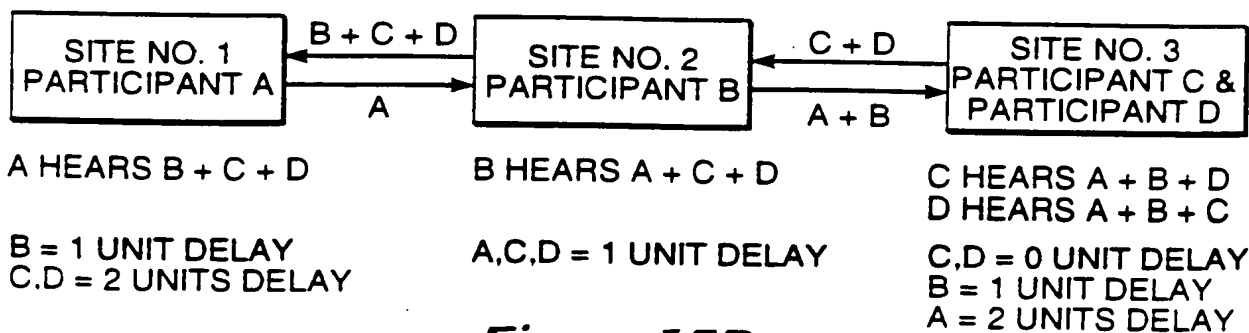 SITE NO. 1
PARTICIPANT A
B + C + D
A
SITE NO. 2
PARTICIPANT B
C + D
A + B
SITE NO. 3
PARTICIPANT C &
PARTICIPANT D
A HEARS B + C + D
B = 1 UNIT DELAY
C,D = 2 UNITS DELAY
B HEARS A + C + D
A,C,D = 1 UNIT DELAY
C HEARS A + B + D
D HEARS A + B + C
C,D = 0 UNIT DELAY
B = 1 UNIT DELAY
A = 2 UNITS DELAY